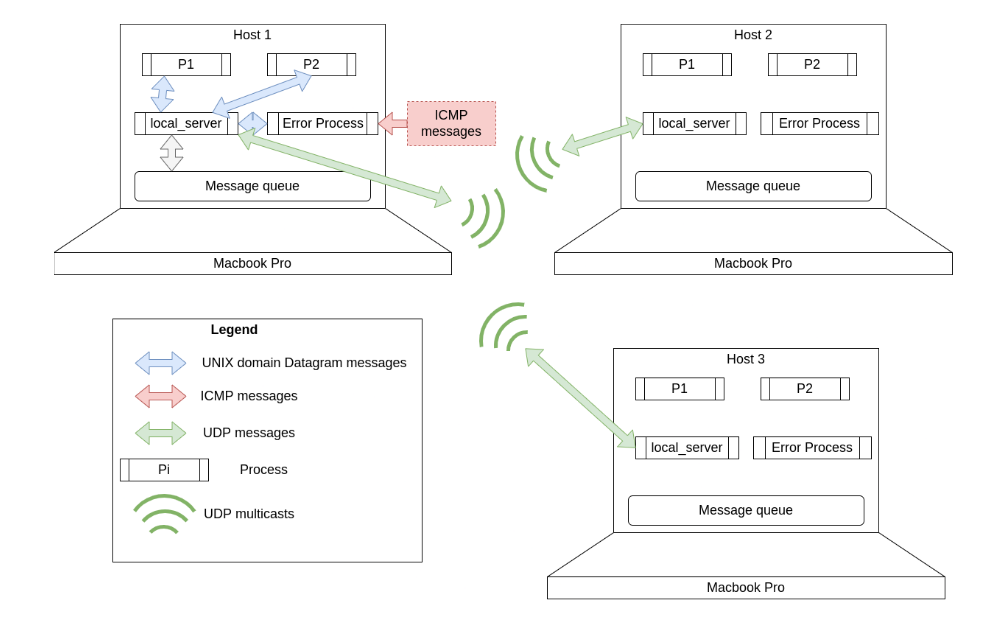 Host 1
P1
P2
local_server
Error Process
ICMP
messages
Message queue
Macbook Pro
Host 2
P1
P2
local_server
Error Process
Message queue
Macbook Pro
Legend
UNIX domain Datagram messages
ICMP messages
UDP messages
Pi
Process
UDP multicasts
Host 3
P1
P2
local_server
Error Process
Message queue
Macbook Pro